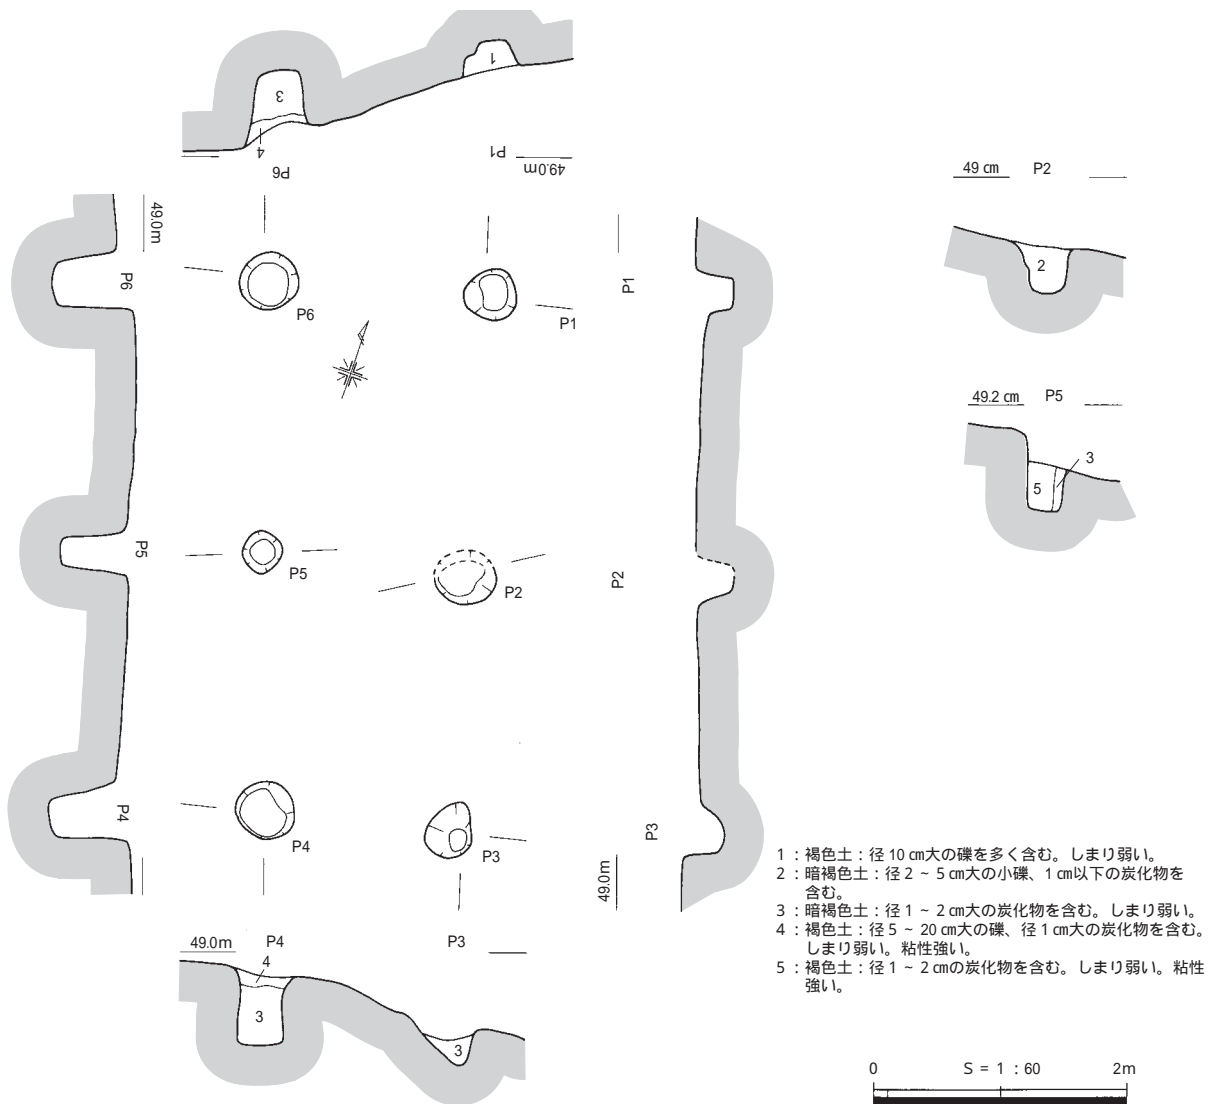 1
3
4
P6
P1
49.0m
49 ㎝
P2
2
49.0m
P6
P6
P1
P1
49.2 ㎝
P5
3
5
P5
P5
P2
P2
P4
P4
P3
P3
49.0m
49.0m
P4
P3
4
3
3
1 : 褐色土 : 径 10 ㎝大の礫を多く含む。しまり弱い。
2 : 暗褐色土 : 径 2 ~ 5 ㎝大の小礫、1 ㎝以下の炭化物を
含む。
3 : 暗褐色土 : 径 1 ~ 2 ㎝大の炭化物を含む。しまり弱い。
4 : 褐色土 : 径 5 ~ 20 ㎝大の礫、径 1 ㎝大の炭化物を含む。
しまり弱い。粘性強い。
5 : 褐色土 : 径 1 ~ 2 ㎝の炭化物を含む。しまり弱い。粘性
強い。
0 S = 1 : 60 2m